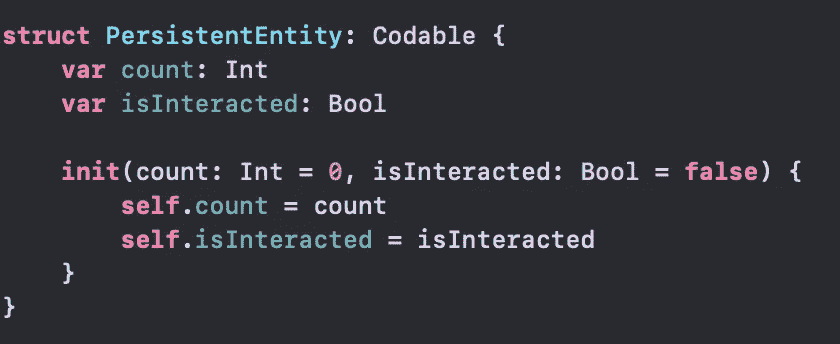 struct PersistentEntity: Codable {
    var count: Int
    var isInteracted: Bool
    init(count: Int = 0, isInteracted: Bool = false) {
        self.count = count
        self.isInteracted = isInteracted
    }
}